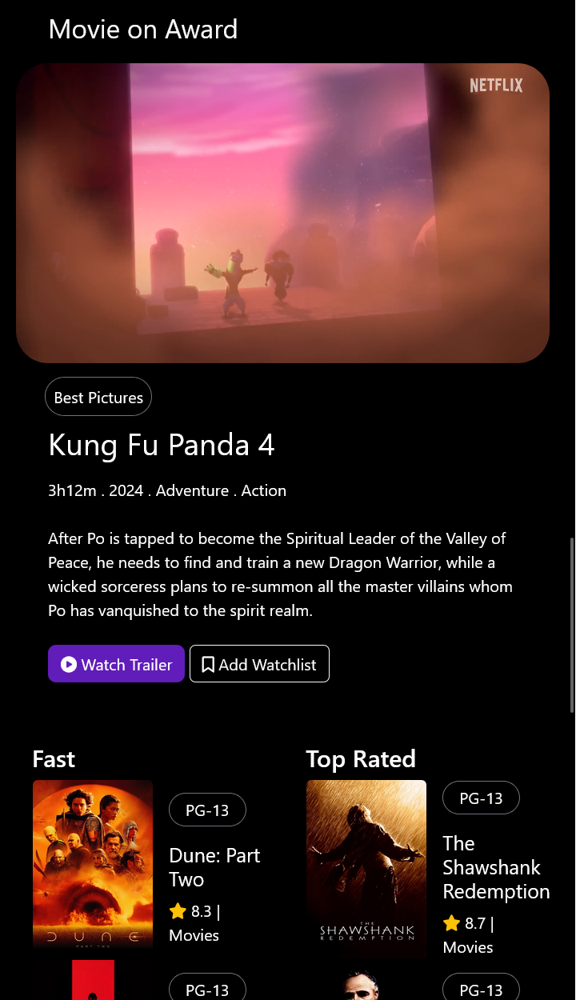 Movie on Award
NETFLIX
Best Pictures
Kung Fu Panda 4
3h12m . 2024 . Adventure . Action
After Po is tapped to become the Spiritual Leader of the Valley of
Peace, he needs to find and train a new Dragon Warrior, while a
wicked sorceress plans to re-summon all the master villains whom
Po has vanquished to the spirit realm.
Watch Trailer
Add Watchlist
Fast
DUNE
PART TWO
PG-13
Dune: Part
Two
8.3 |
Movies
PG-13
Top Rated
THE
SHAWSHANK
REDEMPTION
PG-13
The
Shawshank
Redemption
8.7 |
Movies
PG-13